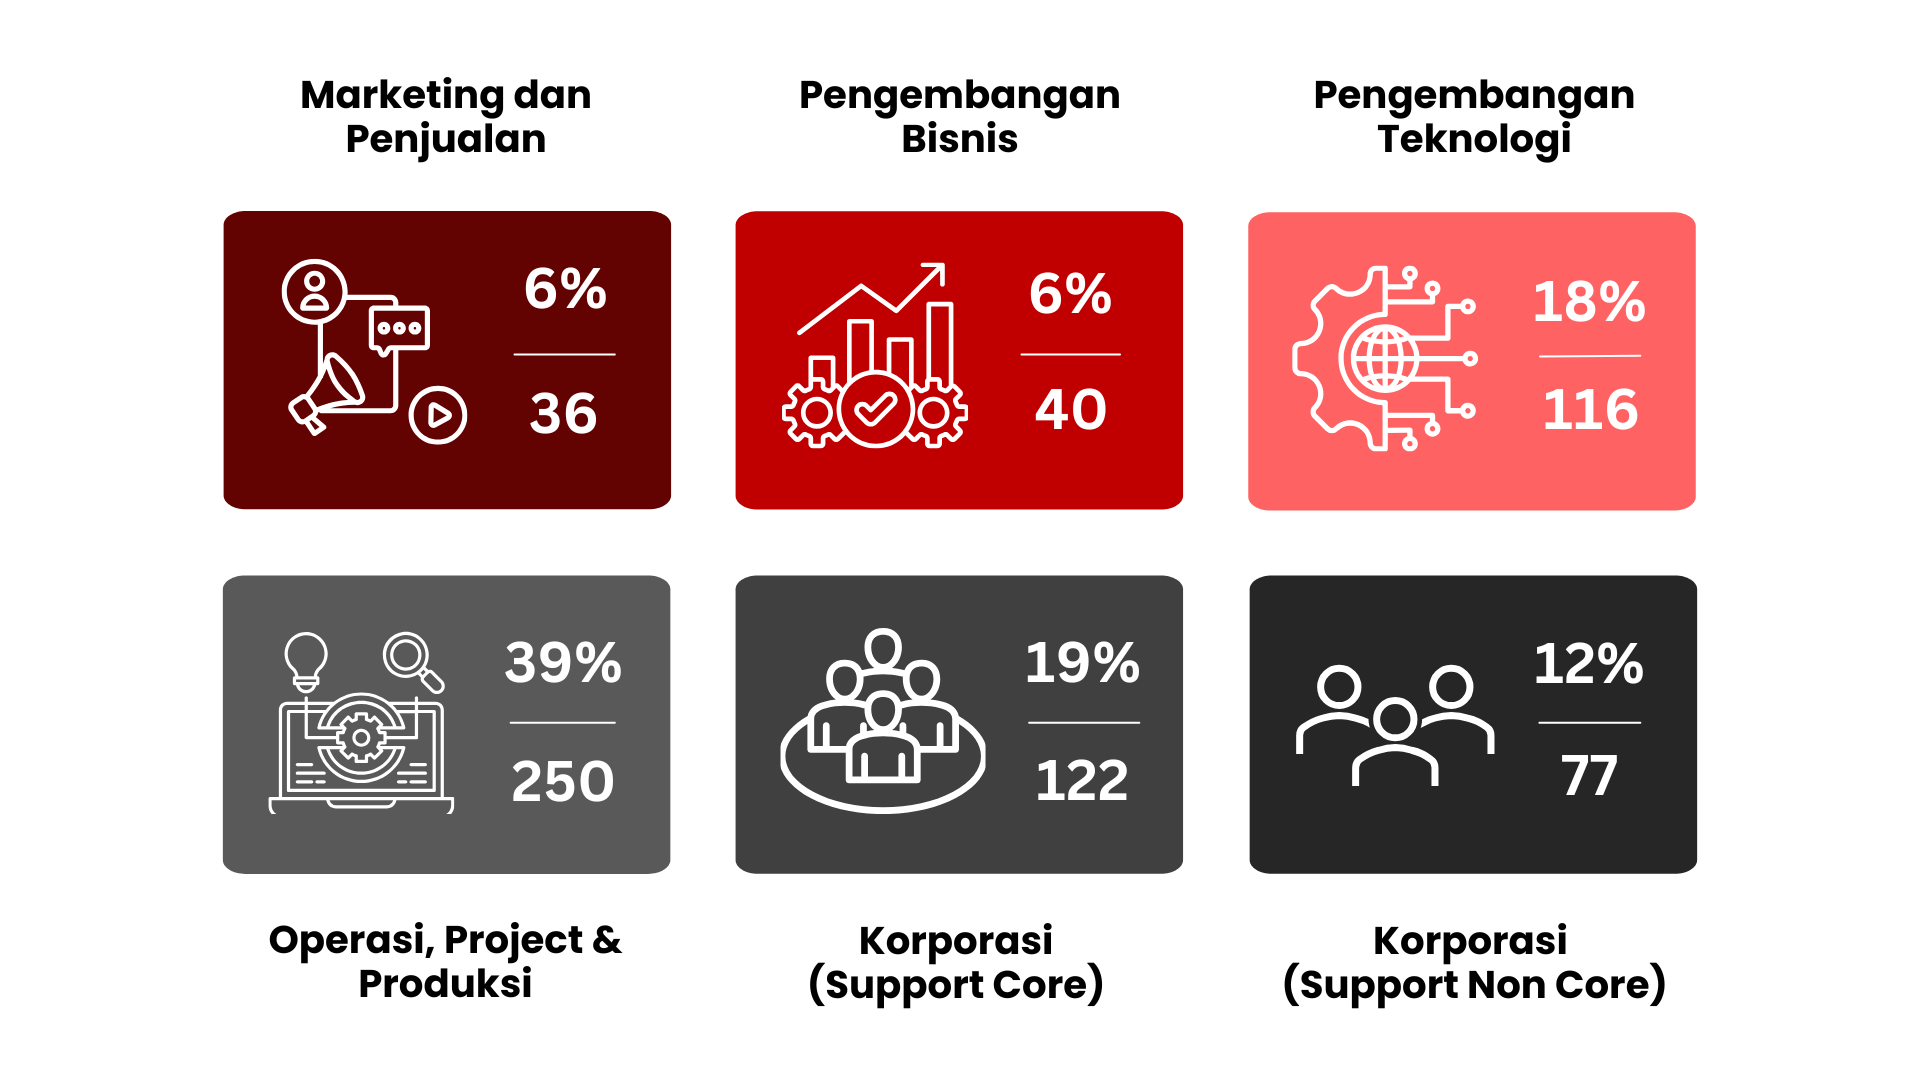 Marketing dan
Penjualan
Pengembangan
Bisnis
Pengembangan
Teknologi
6%
36
6%
40
18%
116
39%
250
19%
122
12%
77
Operasi, Project &
Produksi
Korporasi
(Support Core)
Korporasi
(Support Non Core)